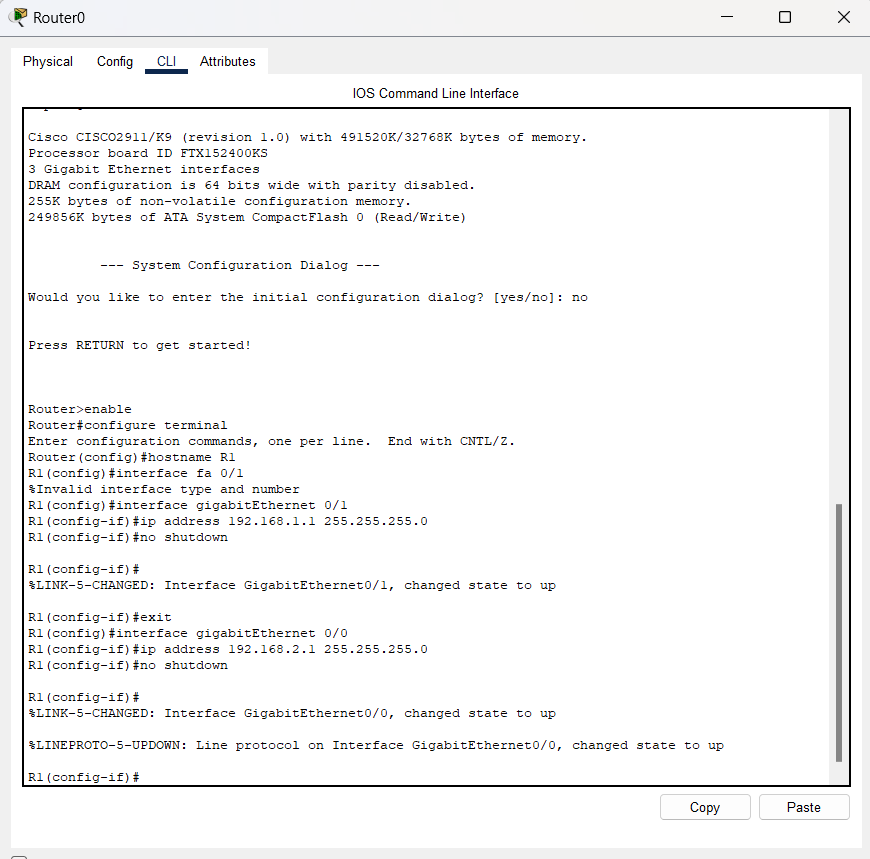 Router0
Physical Config CLI Attributes
IOS Command Line Interface
Cisco CISCO2911/K9 (revision 1.0) with 491520K/32768K bytes of memory.
Processor board ID FTX152400KS
3 Gigabit Ethernet interfaces
DRAM configuration is 64 bits wide with parity disabled.
255K bytes of non-volatile configuration memory.
249856K bytes of ATA System CompactFlash 0 (Read/Write)
--- System Configuration Dialog ---
Would you like to enter the initial configuration dialog? [yes/no]: no
Press RETURN to get started!
Router>enable
Router#configure terminal
Enter configuration commands, one per line.  End with CNTL/Z.
Router(config)#hostname R1
R1(config)#interface fa 0/1
%Invalid interface type and number
R1(config)#interface gigabitEthernet 0/1
R1(config-if)#ip address 192.168.1.1 255.255.255.0
R1(config-if)#no shutdown
R1(config-if)#
%LINK-5-CHANGED: Interface GigabitEthernet0/1, changed state to up
R1(config-if)#exit
R1(config)#interface gigabitEthernet 0/0
R1(config-if)#ip address 192.168.2.1 255.255.255.0
R1(config-if)#no shutdown
R1(config-if)#
%LINK-5-CHANGED: Interface GigabitEthernet0/0, changed state to up
%LINEPROTO-5-UPDOWN: Line protocol on Interface GigabitEthernet0/0, changed state to up
R1(config-if)#
Copy Paste